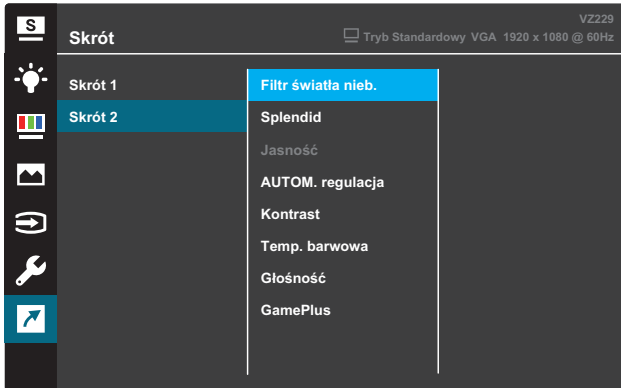 S
VZ229
Skrót
Tryb Standardowy VGA 1920 x 1080 @ 60Hz
Skrót 1
Skrót 2
Filtr światła nieb.
Splendid
Jasność
AUTOM. regulacja
Kontrast
Temp. barwowa
Głośność
GamePlus